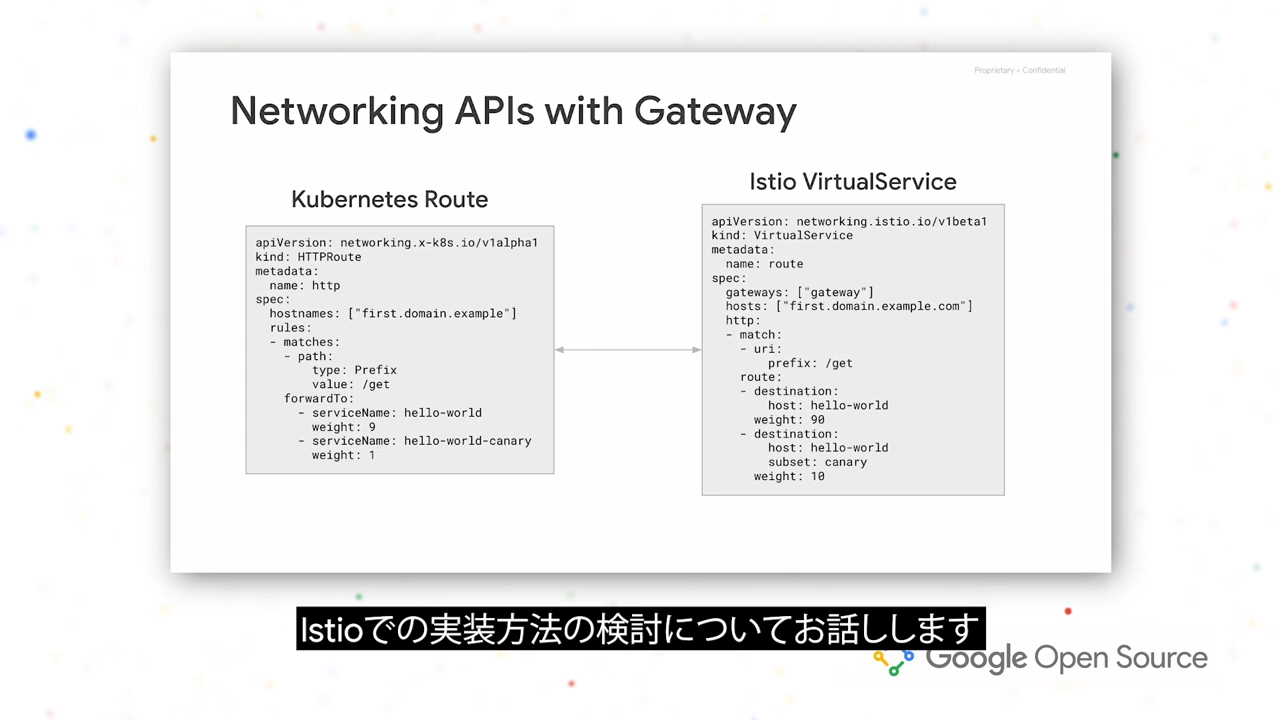 Proprietary + Confidential
Networking APIs with Gateway
Kubernetes Route
apiVersion: networking.x-k8s.io/v1alpha1
kind: HTTPRoute
metadata:
  name: http
spec:
  hostnames: ["first.domain.example"]
  rules:
  - matches:
    - path:
        type: Prefix
        value: /get
    forwardTo:
      - serviceName: hello-world
        weight: 9
      - serviceName: hello-world-canary
        weight: 1
Istio VirtualService
apiVersion: networking.istio.io/v1beta1
kind: VirtualService
metadata:
  name: route
spec:
  gateways: ["gateway"]
  hosts: ["first.domain.example.com"]
  http:
  - match:
    - uri:
        prefix: /get
    route:
    - destination:
        host: hello-world
      weight: 90
    - destination:
        host: hello-world
        subset: canary
      weight: 10
Istioでの実装方法の検討についてお話しします
Google Open Source